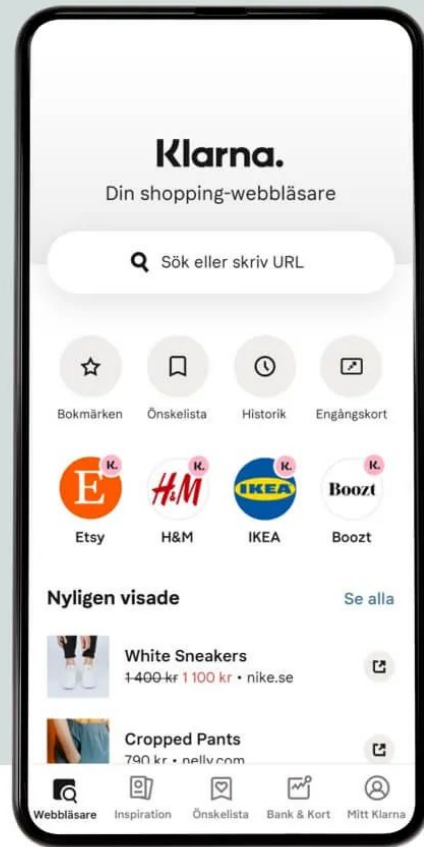 Klarna.
Din shopping-webbläsare
Sök eller skriv URL
Bokmärken Önskelista Historik Engångskort
K. K. K. K.
E H&M IKEA Boozt
Etsy H&M IKEA Boozt
Nyligen visade Se alla
White Sneakers
1 400 kr 1 100 kr • nike.se
Cropped Pants
790 kr • nelly.com
Webbläsare Inspiration Önskelista Bank & Kort Mitt Klarna